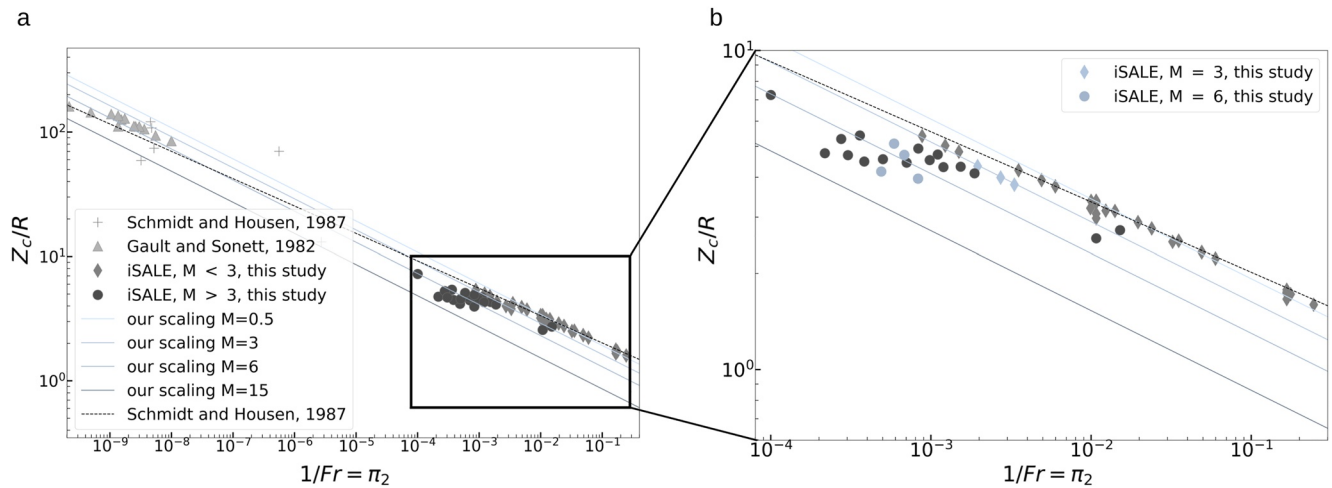 a
b
Z_c/R
10^2
10^1
10^0
Schmidt and Housen, 1987
Gault and Sonett, 1982
iSALE, M < 3, this study
iSALE, M > 3, this study
our scaling M=0.5
our scaling M=3
our scaling M=6
our scaling M=15
Schmidt and Housen, 1987
10^-9 10^-8 10^-7 10^-6 10^-5 10^-4 10^-3 10^-2 10^-1
1/Fr = π_2
Z_c/R
10^1
10^0
iSALE, M = 3, this study
iSALE, M = 6, this study
10^-4 10^-3 10^-2 10^-1
1/Fr = π_2